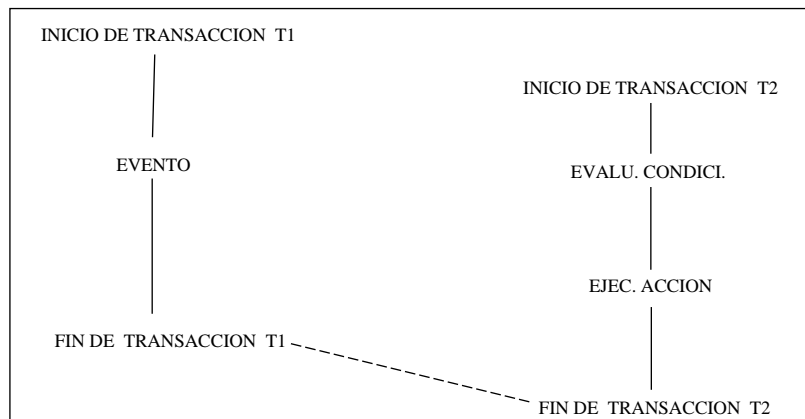 INICIO DE TRANSACCION T1
EVENTO
FIN DE TRANSACCION T1
INICIO DE TRANSACCION T2
EVALU. CONDICI.
EJEC. ACCION
FIN DE TRANSACCION T2